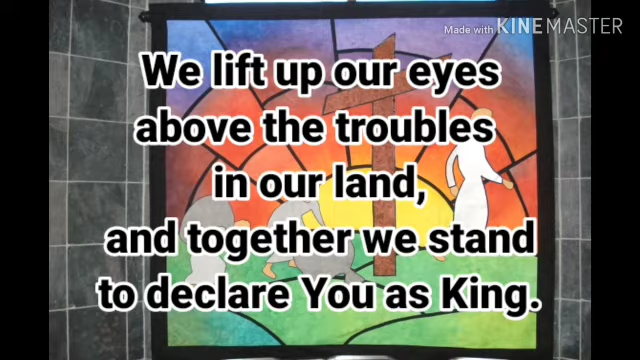 Made with KINEMASTER
We lift up our eyes
above the troubles
in our land,
and together we stand
to declare You as King.